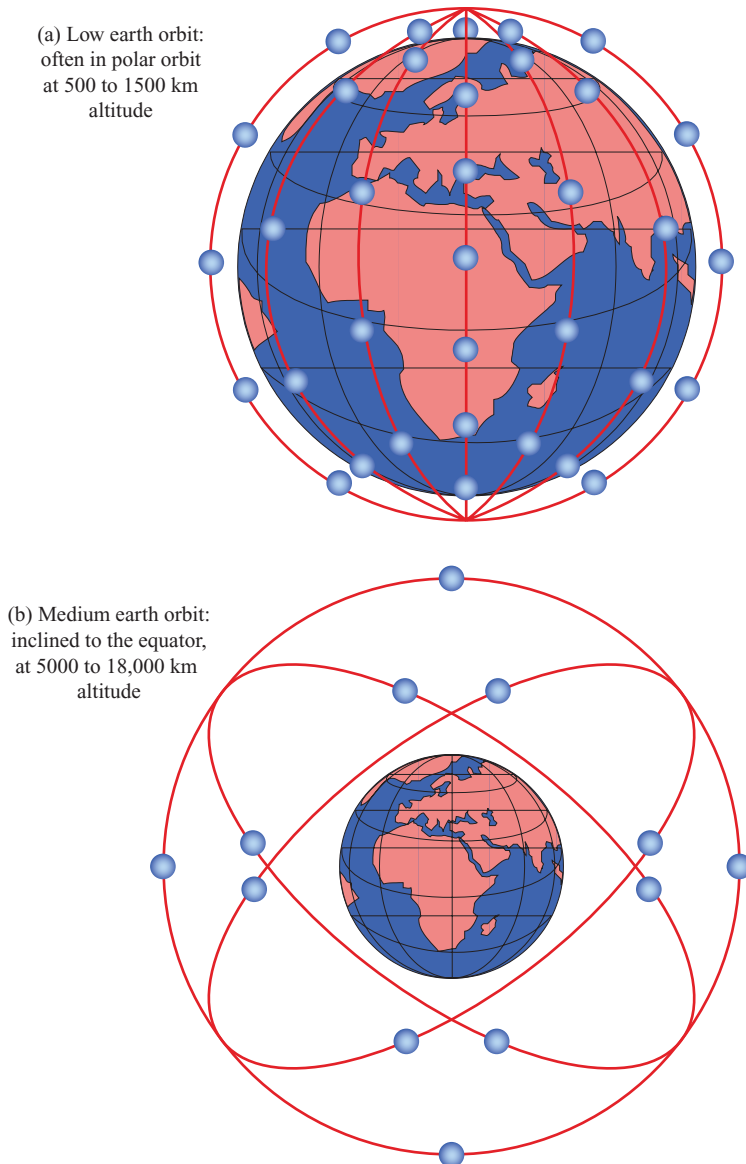 (a) Low earth orbit:
often in polar orbit
at 500 to 1500 km
altitude
(b) Medium earth orbit:
inclined to the equator,
at 5000 to 18,000 km
altitude